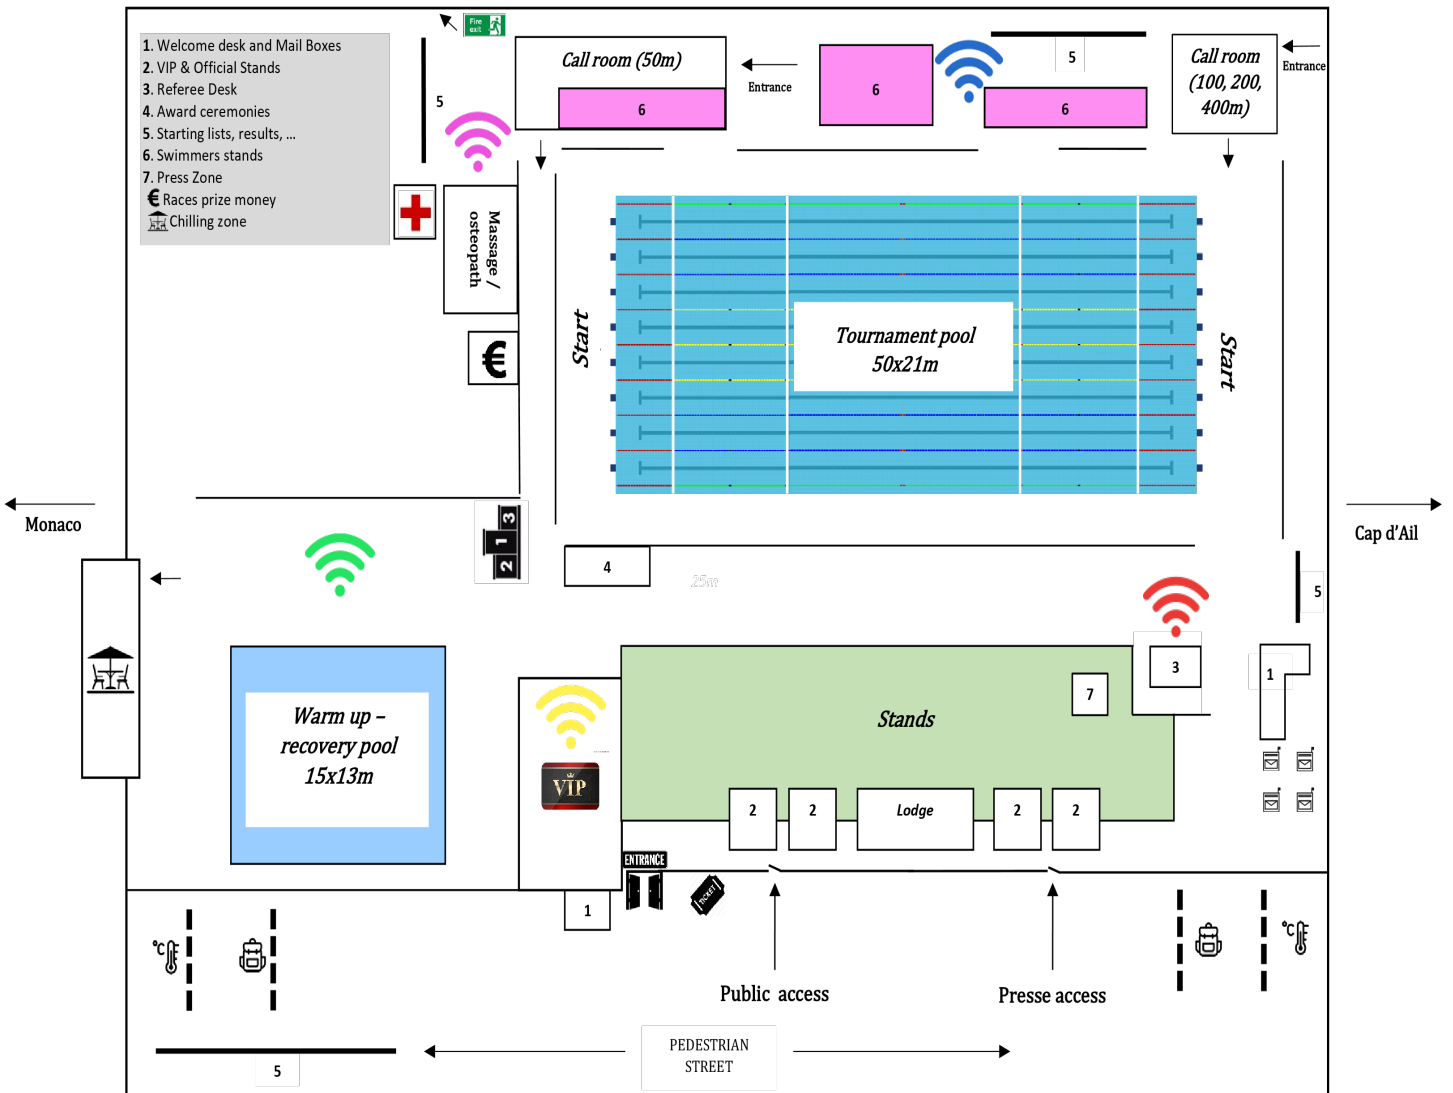 Fire
exit
1. Welcome desk and Mail Boxes
2. VIP & Official Stands
3. Referee Desk
4. Award ceremonies
5. Starting lists, results, ...
6. Swimmers stands
7. Press Zone
€ Races prize money
Chilling zone
5
Call room (50m)
6
Entrance
6
5
6
Call room
(100, 200,
400m)
Entrance
Massage /
osteopath
€
Start
Tournament pool
50x21m
Start
Monaco
Cap d'Ail
2 1 3
4
25m
5
3
1
7
Stands
Warm up –
recovery pool
15x13m
VIP
2
2
Lodge
2
2
ENTRANCE
TICKET
1
°C
°C
Public access
Presse access
PEDESTRIAN
STREET
5